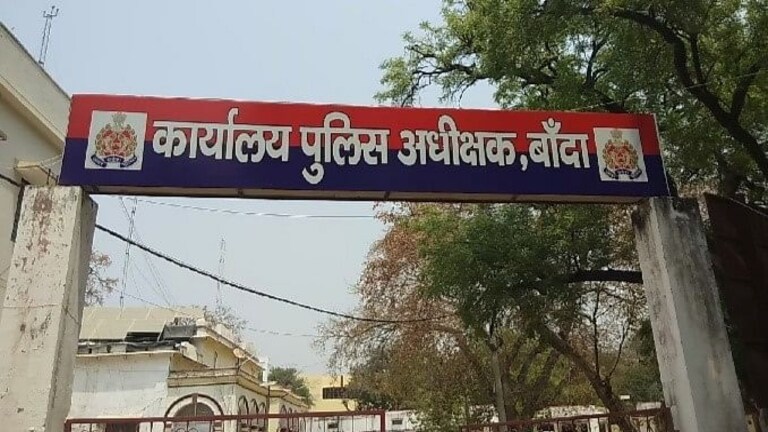 कार्यालय पुलिस अधीक्षक, बाँदा